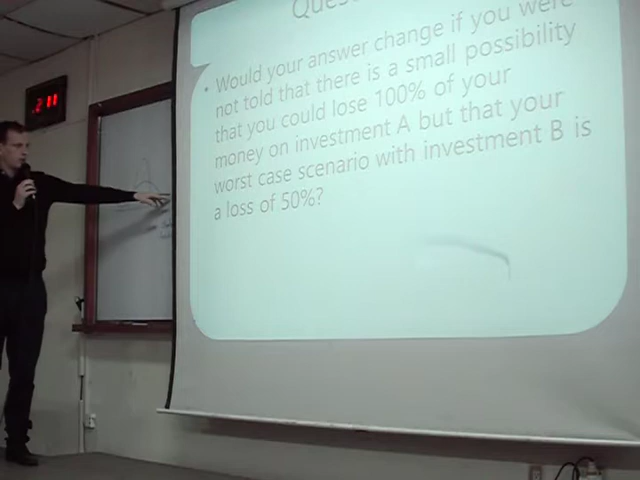 • Would your answer change if you were
not told that there is a small possibility
that you could lose 100% of your
money on investment A but that your
worst case scenario with investment B is
a loss of 50%?